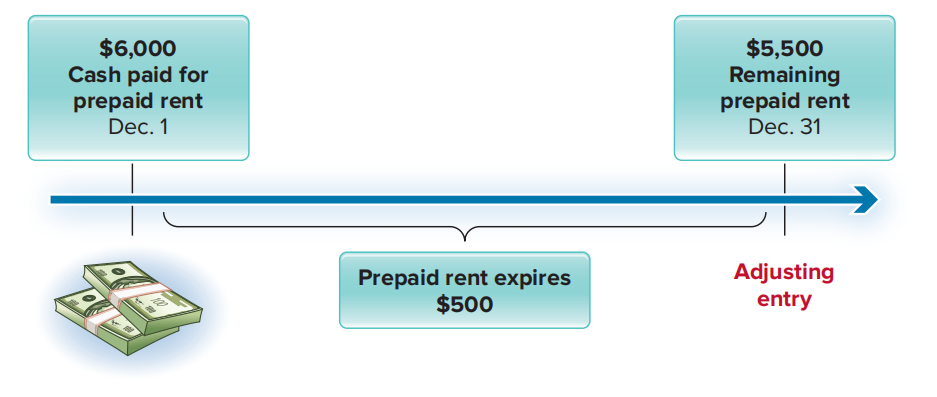 $6,000
Cash paid for
prepaid rent
Dec. 1
$5,500
Remaining
prepaid rent
Dec. 31
Prepaid rent expires
$500
Adjusting
entry
100